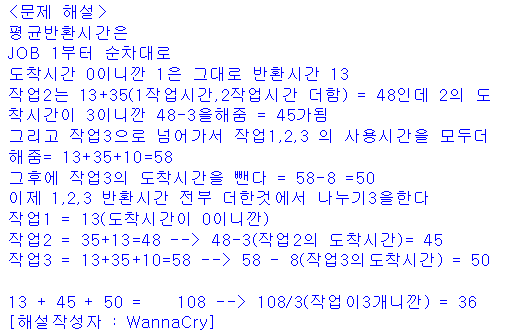 <문제 해설>
평균반환시간은
JOB 1부터 순차대로
도착시간 0이니깐 1은 그대로 반환시간 13
작업2는 13+35(1작업시간,2작업시간 더함) = 48인데 2의 도
착시간이 3이니깐 48-3을해줌 = 45가됨
그리고 작업3으로 넘어가서 작업1,2,3 의 사용시간을 모두더
해줌= 13+35+10=58
그후에 작업3의 도착시간을 뺀다 = 58-8 =50
이제 1,2,3 반환시간 전부 더한것에서 나누기3을한다
작업1 = 13(도착시간이 0이니깐)
작업2 = 35+13=48 --> 48-3(작업2의 도착시간)= 45
작업3 = 13+35+10=58 --> 58 - 8(작업3의도착시간) = 50
13 + 45 + 50 = 108 --> 108/3(작업이3개니깐) = 36
[해설작성자 : WannaCry]